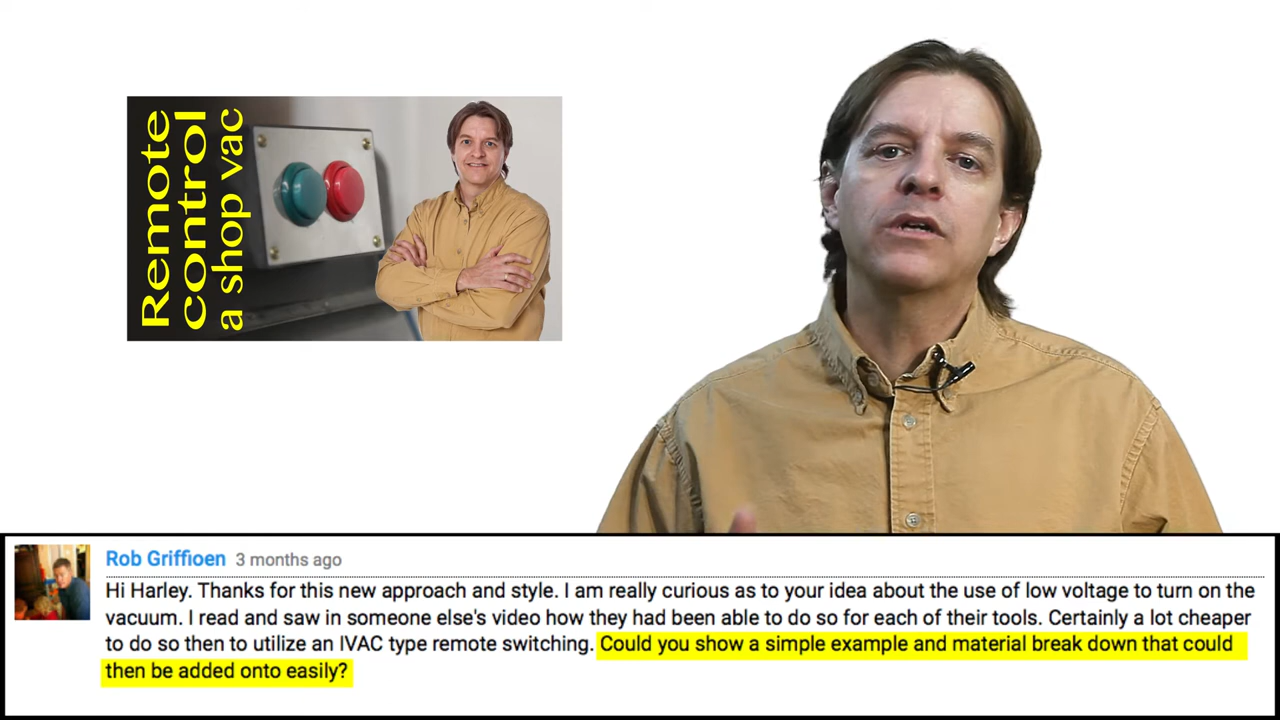 Remote
control
a shop vac
Rob Griffioen 3 months ago
Hi Harley. Thanks for this new approach and style. I am really curious as to your idea about the use of low voltage to turn on the
vacuum. I read and saw in someone else's video how they had been able to do so for each of their tools. Certainly a lot cheaper
to do so then to utilize an IVAC type remote switching. Could you show a simple example and material break down that could
then be added onto easily?